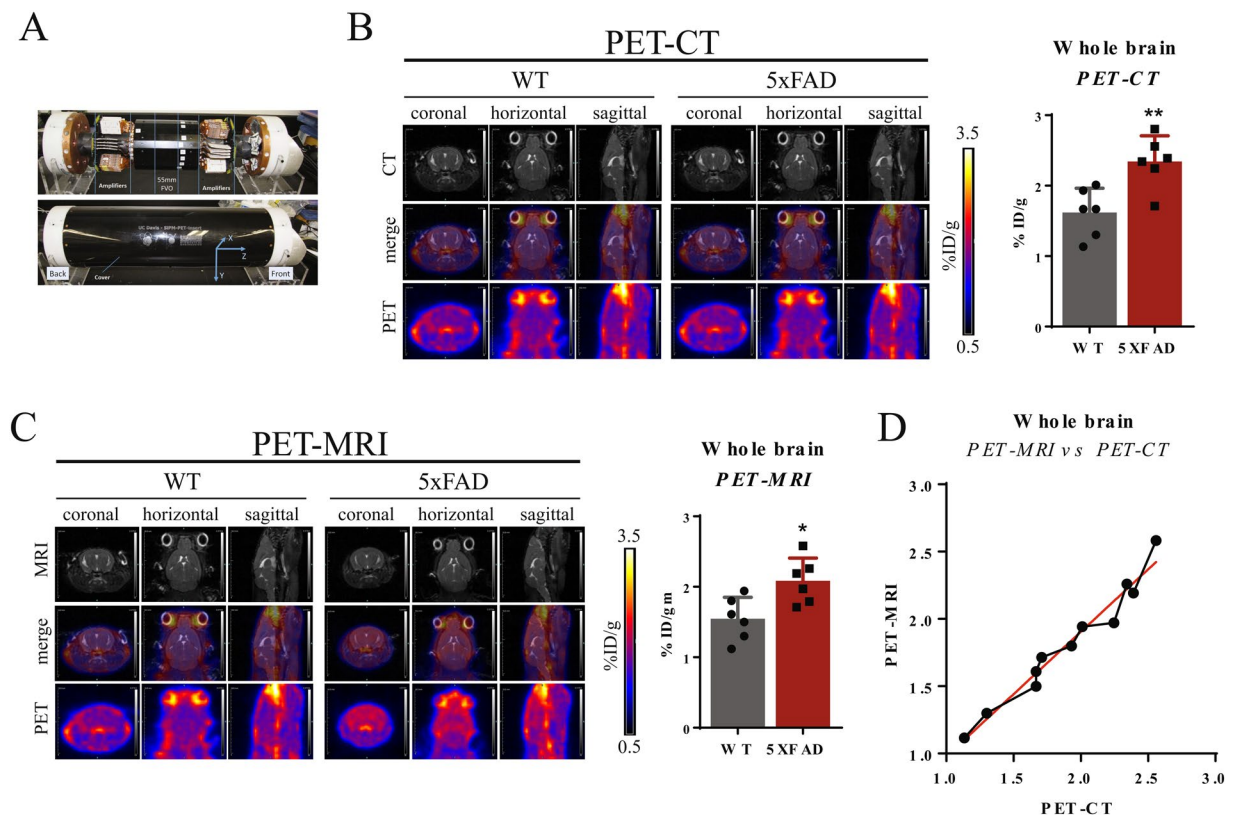 A
Amplifiers
55mm
FVO
Amplifiers
UC Davis - SiPM-PET insert
X
Z
Y
Back
Cover
Front
B
PET-CT
WT 5xFAD
coronal horizontal sagittal coronal horizontal sagittal
CT
merge
PET
3.5
%ID/g
0.5
Whole brain
PET-CT
3
**
2
1
0
% ID/g
WT 5XFAD
C
PET-MRI
WT 5xFAD
coronal horizontal sagittal coronal horizontal sagittal
MRI
merge
PET
3.5
%ID/g
0.5
Whole brain
PET-MRI
3
*
2
1
0
% ID/gm
WT 5XFAD
D
Whole brain
PET-MRI vs PET-CT
3.0
2.5
2.0
1.5
1.0
PET-MRI
1.0 1.5 2.0 2.5 3.0
PET-CT